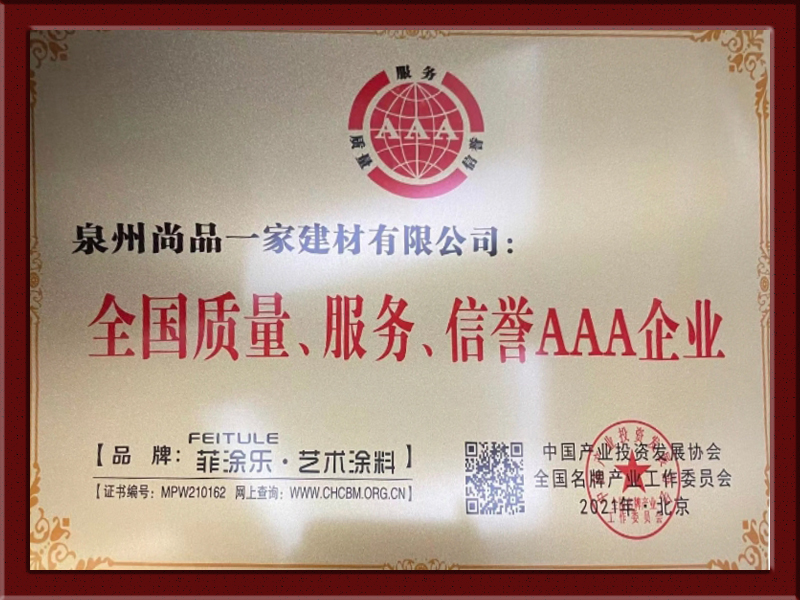 服务
质量
AAA
信誉
泉州尚品一家建材有限公司：
全国质量、服务、信誉AAA企业
FEITULE
【品 牌：菲涂乐·艺术涂料】
【证书编号：MPW210162 网上查询：WWW.CHCBM.ORG.CN】
中国产业投资发展协会
全国名牌产业工作委员会
2021年·北京